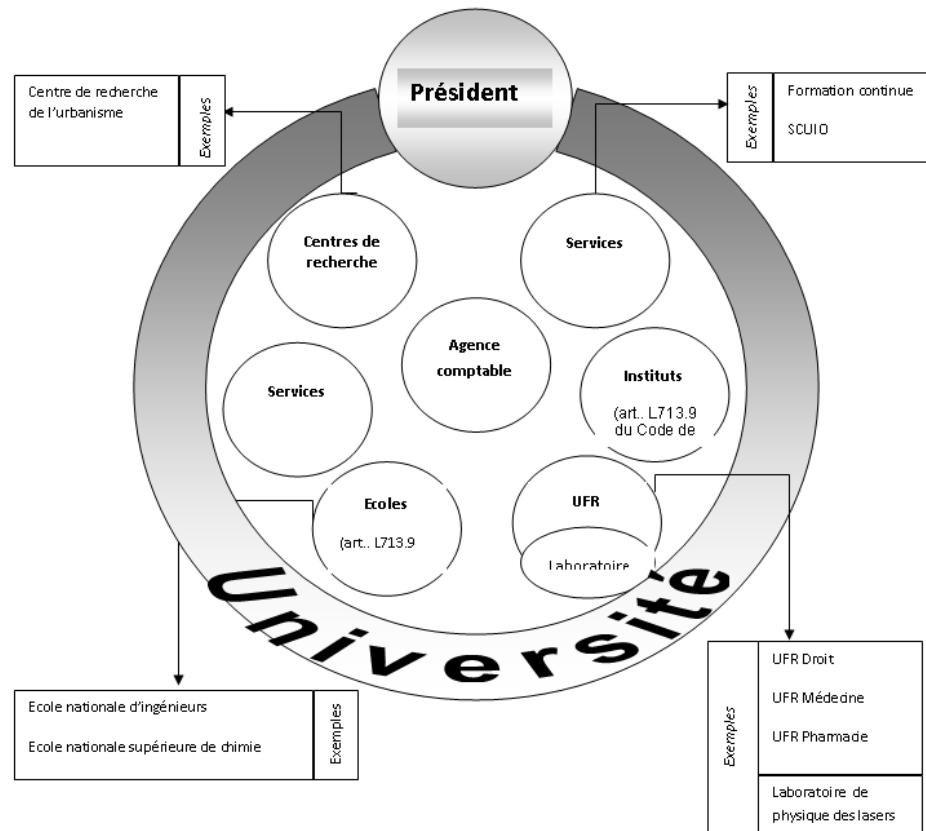 Président
Centre de recherche
de l'urbanisme
Exemples
Exemples
Formation continue
SCUIO
Centres de
recherche
Services
Agence
comptable
Services
Instituts
(art.. L713.9
du Code de
Ecoles
(art.. L713.9
UFR
Laboratoire
Université
Ecole nationale d'ingénieurs
Ecole nationale supérieure de chimie
Exemples
Exemples
UFR Droit
UFR Médecine
UFR Pharmacie
Laboratoire de
physique des lasers